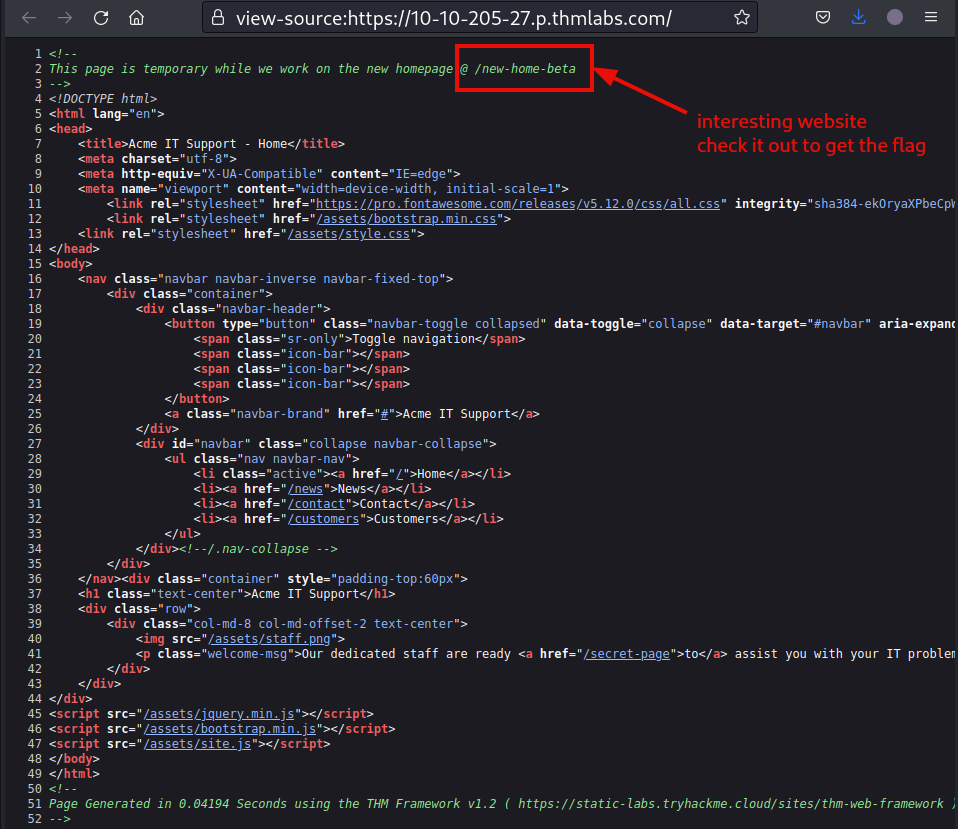 view-source:https://10-10-205-27.p.thmlabs.com/
1 <!--
2 This page is temporary while we work on the new homepage @ /new-home-beta
3 -->
4 <!DOCTYPE html>
5 <html lang="en">
6 <head>
7 <title>Acme IT Support - Home</title>
8 <meta charset="utf-8">
9 <meta http-equiv="X-UA-Compatible" content="IE=edge">
10 <meta name="viewport" content="width=device-width, initial-scale=1">
11 <link rel="stylesheet" href="https://pro.fontawesome.com/releases/v5.12.0/css/all.css" integrity="sha384-ekOryaXPbeCpW
12 <link rel="stylesheet" href="/assets/bootstrap.min.css">
13 <link rel="stylesheet" href="/assets/style.css">
14 </head>
15 <body>
16 <nav class="navbar navbar-inverse navbar-fixed-top">
17 <div class="container">
18 <div class="navbar-header">
19 <button type="button" class="navbar-toggle collapsed" data-toggle="collapse" data-target="#navbar" aria-expand
20 <span class="sr-only">Toggle navigation</span>
21 <span class="icon-bar"></span>
22 <span class="icon-bar"></span>
23 <span class="icon-bar"></span>
24 </button>
25 <a class="navbar-brand" href="#">Acme IT Support</a>
26 </div>
27 <div id="navbar" class="collapse navbar-collapse">
28 <ul class="nav navbar-nav">
29 <li class="active"><a href="/">Home</a></li>
30 <li><a href="/news">News</a></li>
31 <li><a href="/contact">Contact</a></li>
32 <li><a href="/customers">Customers</a></li>
33 </ul>
34 </div><!--/.nav-collapse -->
35 </div>
36 </nav><div class="container" style="padding-top:60px">
37 <h1 class="text-center">Acme IT Support</h1>
38 <div class="row">
39 <div class="col-md-8 col-md-offset-2 text-center">
40 <img src="/assets/staff.png">
41 <p class="welcome-msg">Our dedicated staff are ready <a href="/secret-page">to</a> assist you with your IT problem
42 </div>
43 </div>
44 </div>
45 <script src="/assets/jquery.min.js"></script>
46 <script src="/assets/bootstrap.min.js"></script>
47 <script src="/assets/site.js"></script>
48 </body>
49 </html>
50 <!--
51 Page Generated in 0.04194 Seconds using the THM Framework v1.2 ( https://static-labs.tryhackme.cloud/sites/thm-web-framework )
52 -->
interesting website
check it out to get the flag